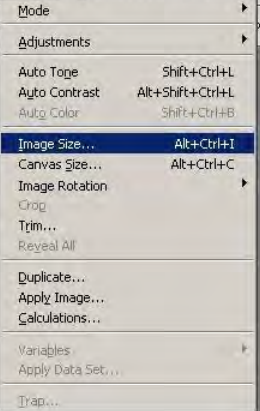 Mode
Adjustments
Auto Tone Shift+Ctrl+L
Auto Contrast Alt+Shift+Ctrl+L
Auto Color Shift+Ctrl+B
Image Size... Alt+Ctrl+I
Canvas Size... Alt+Ctrl+C
Image Rotation
Crop
Trim...
Reveal All
Duplicate...
Apply Image...
Calculations...
Variables
Apply Data Set...
Trap...